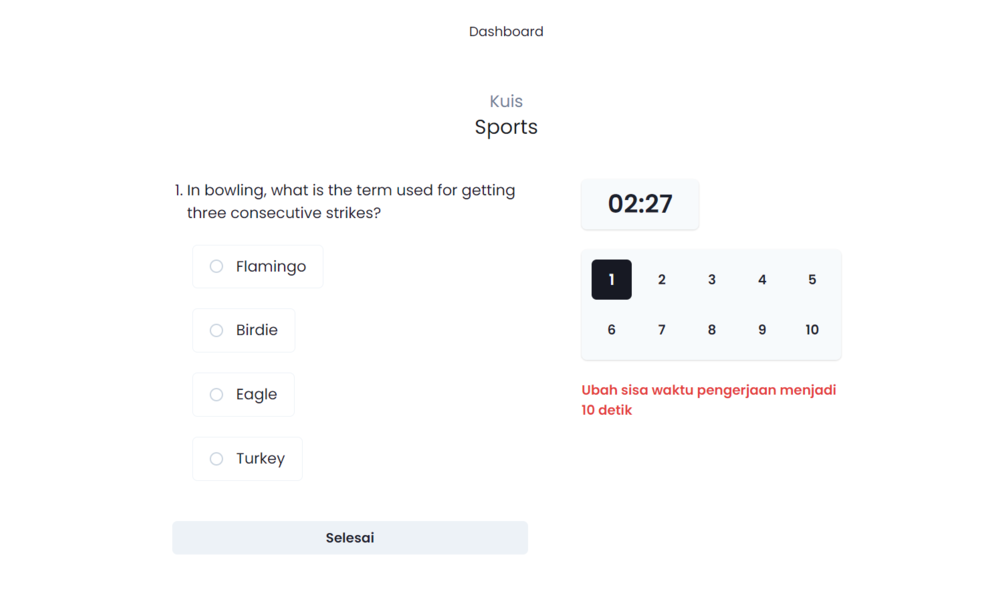 Dashboard
Kuis
Sports
1. In bowling, what is the term used for getting
three consecutive strikes?
Flamingo
Birdie
Eagle
Turkey
Selesai
02:27
1 2 3 4 5
6 7 8 9 10
Ubah sisa waktu pengerjaan menjadi
10 detik